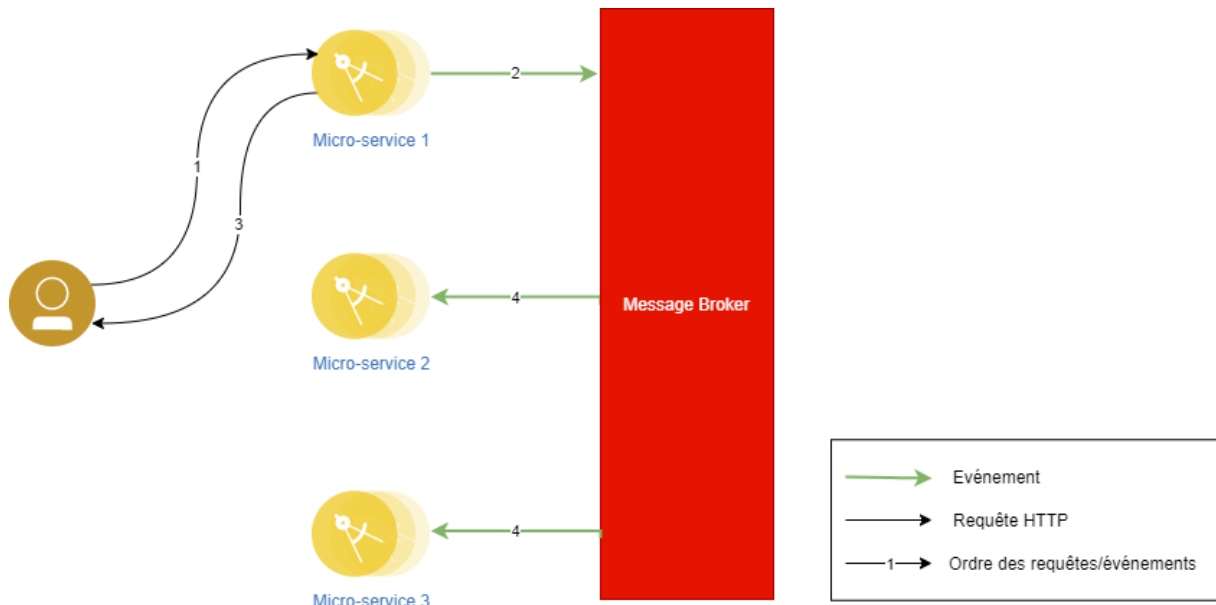 2
Micro-service 1
1
3
4
Message Broker
Micro-service 2
Evénement
Requête HTTP
4
1
Ordre des requêtes/événements
Micro-service 3